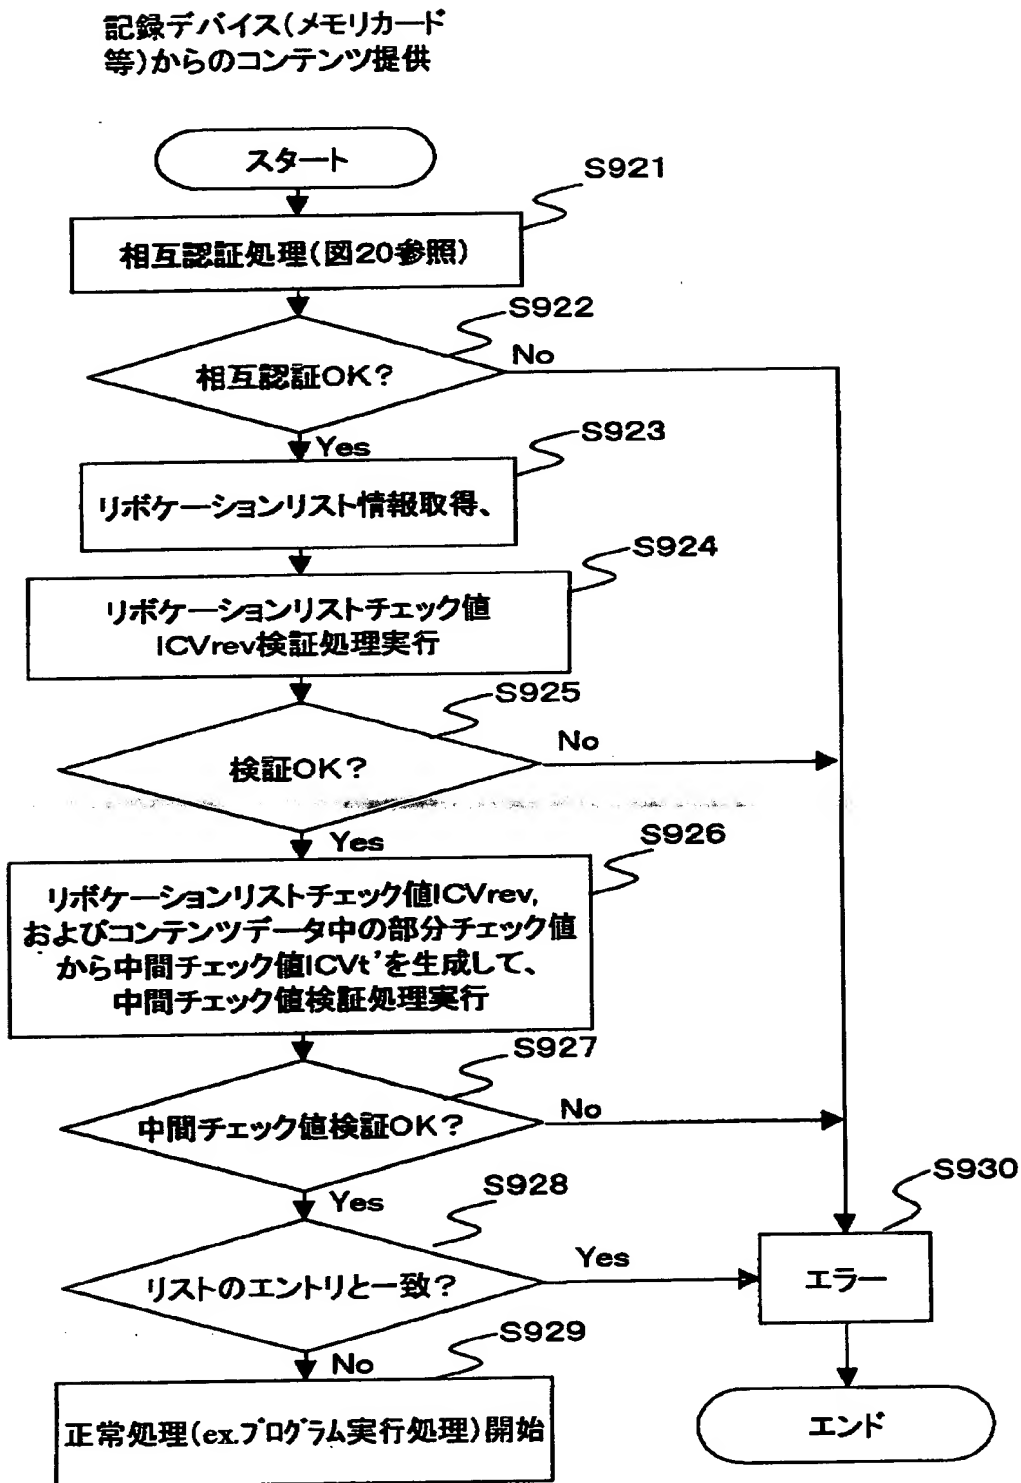 記録デバイス(メモリカード
等)からのコンテンツ提供
スタート
S921
相互認証処理(図20参照)
S922
相互認証OK?
No
Yes
S923
リボケーションリスト情報取得、
S924
リボケーションリストチェック値
ICVrev検証処理実行
S925
検証OK?
No
Yes
S926
リボケーションリストチェック値ICVrev,
およびコンテンツデータ中の部分チェック値
から中間チェック値ICVt'を生成して、
中間チェック値検証処理実行
S927
中間チェック値検証OK?
No
Yes
S928
リストのエントリと一致?
Yes
S930
エラー
No
S929
正常処理(ex.プログラム実行処理)開始
エンド